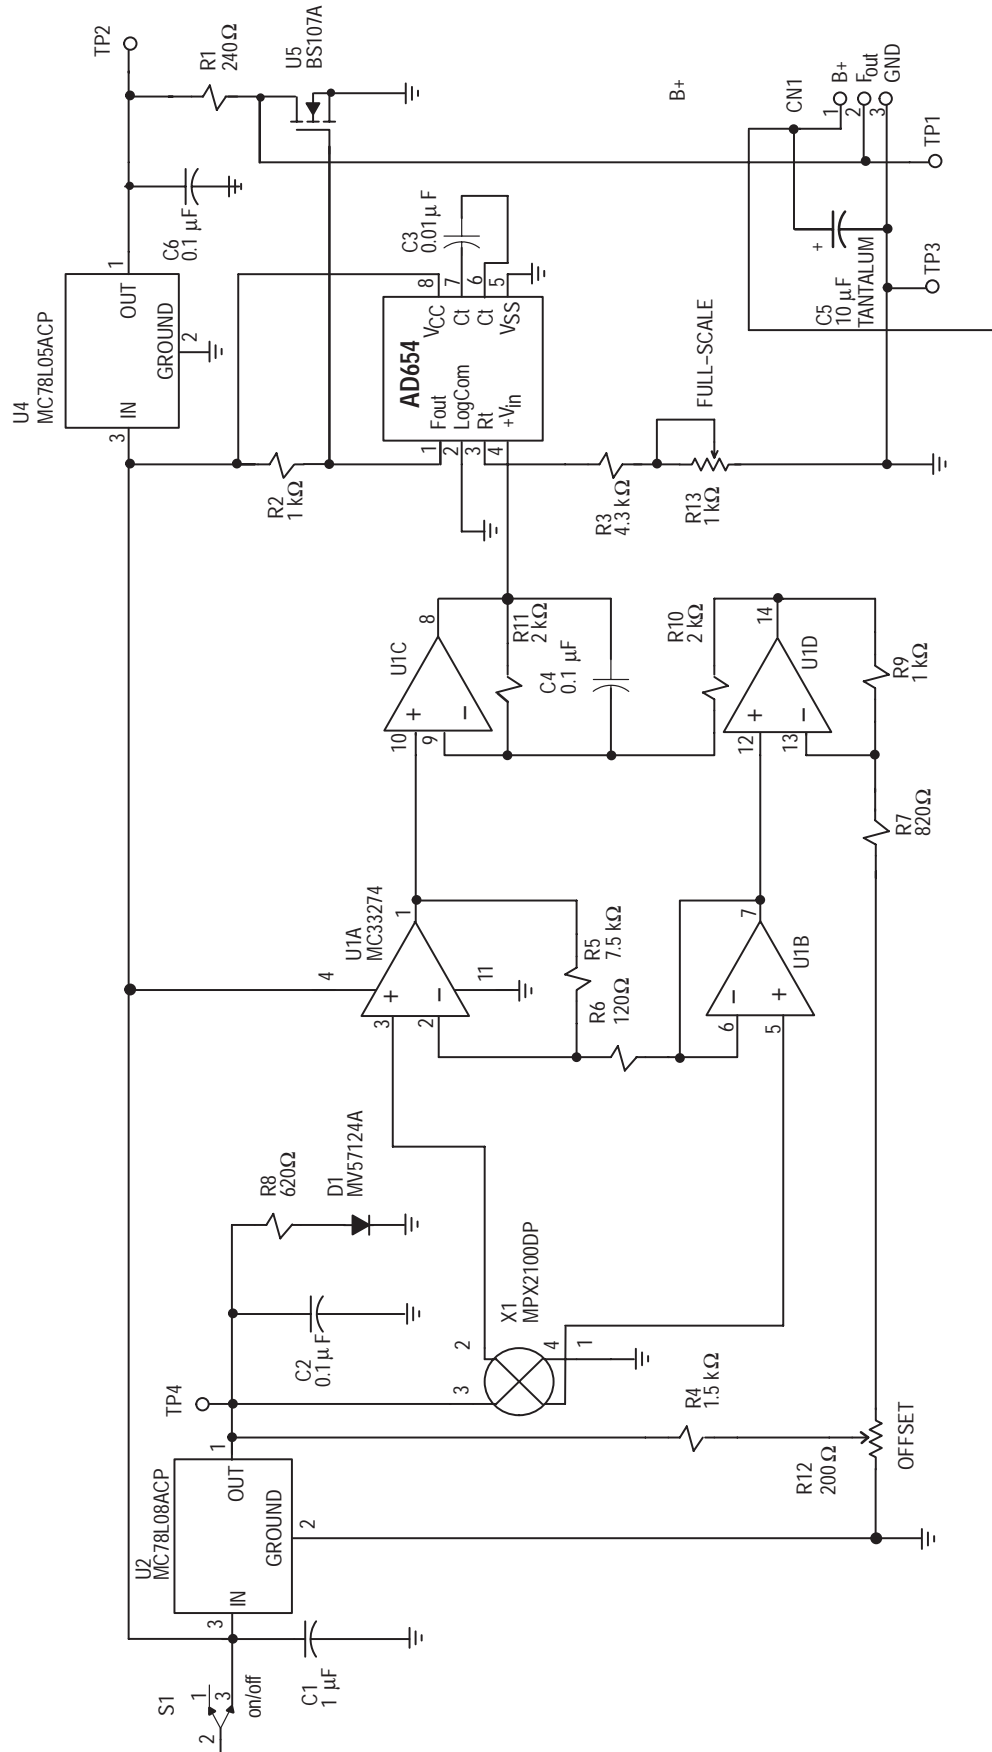 S1
1
2
3
on/off
C1
1 µF
U2
MC78L08ACP
3
IN
OUT
1
GROUND
2
TP4
C2
0.1 µF
R8
620Ω
D1
MV57124A
X1
MPX2100DP
3
2
4
1
R4
1.5 kΩ
R12
200Ω
OFFSET
4
U1A
MC33274
3
2
1
11
R5
7.5 kΩ
R6
120Ω
6
5
7
U1B
R7
820Ω
10
9
8
U1C
R11
2 kΩ
C4
0.1 µF
R10
2 kΩ
12
13
14
U1D
R9
1 kΩ
U4
MC78L05ACP
3
IN
OUT
1
GROUND
2
R2
1 kΩ
AD654
1
2
3
4
Fout
LogCom
Rt
+Vin
VCC
Ct
Ct
VSS
8
7
6
5
C3
0.01µF
R3
4.3 kΩ
R13
1 kΩ
FULL–SCALE
C6
0.1 µF
TP2
R1
240Ω
U5
BS107A
B+
CN1
1
2
3
B+
Fout
GND
+
C5
10 µF
TANTALUM
TP3
TP1